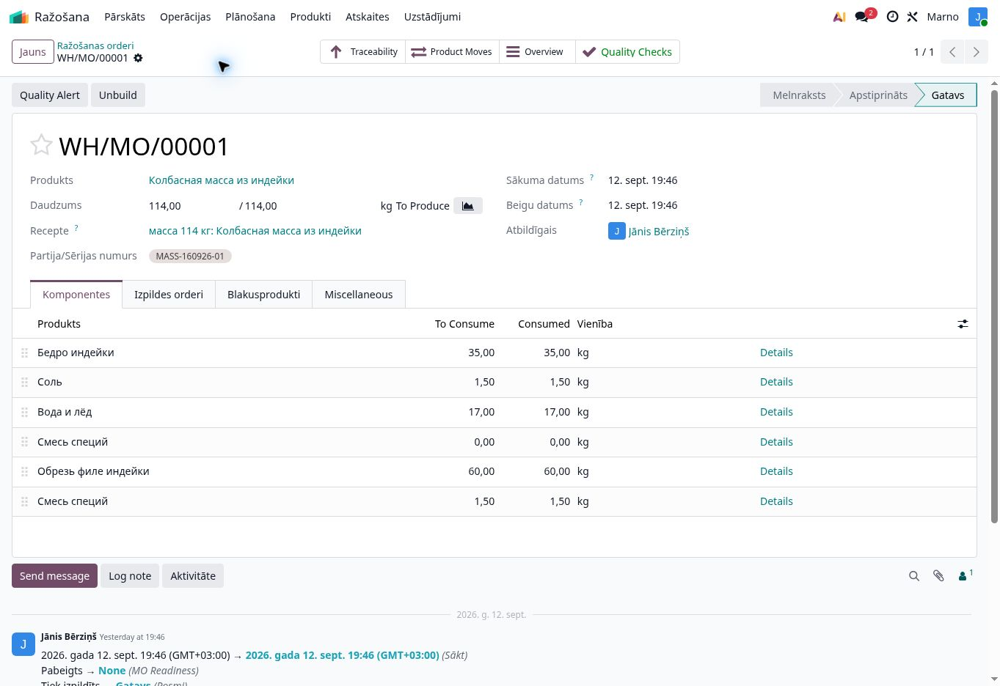 Ražošana Pārskāts Operācijas Plānošana Produkti Atskaites Uzstādījumi AI 2 Marno J
Jauns Ražošanas orderi
WH/MO/00001
Traceability Product Moves Overview Quality Checks 1 / 1
Quality Alert Unbuild Melnraksts Apstiprināts Gatavs
WH/MO/00001
Produkts Колбасная масса из индейки Sākuma datums ? 12. sept. 19:46
Daudzums 114,00 / 114,00 kg To Produce Beigu datums ? 12. sept. 19:46
Recepte ? масса 114 кг: Колбасная масса из индейки Atbildīgais J Jānis Bērziņš
Partija/Sērijas numurs MASS-160926-01
Komponentes Izpildes orderi Blakusprodukti Miscellaneous
Produkts To Consume Consumed Vienība
Бедро индейки 35,00 35,00 kg Details
Соль 1,50 1,50 kg Details
Вода и лёд 17,00 17,00 kg Details
Смесь специй 0,00 0,00 kg Details
Обрезь филе индейки 60,00 60,00 kg Details
Смесь специй 1,50 1,50 kg Details
Send message Log note Aktivitāte 1
2026. g. 12. sept.
J Jānis Bērziņš Yesterday at 19:46
2026. gada 12. sept. 19:46 (GMT+03:00) → 2026. gada 12. sept. 19:46 (GMT+03:00) (Sākt)
Pabeigts → None (MO Readiness)
Tiek izpildīts → Gatavs (Posmi)